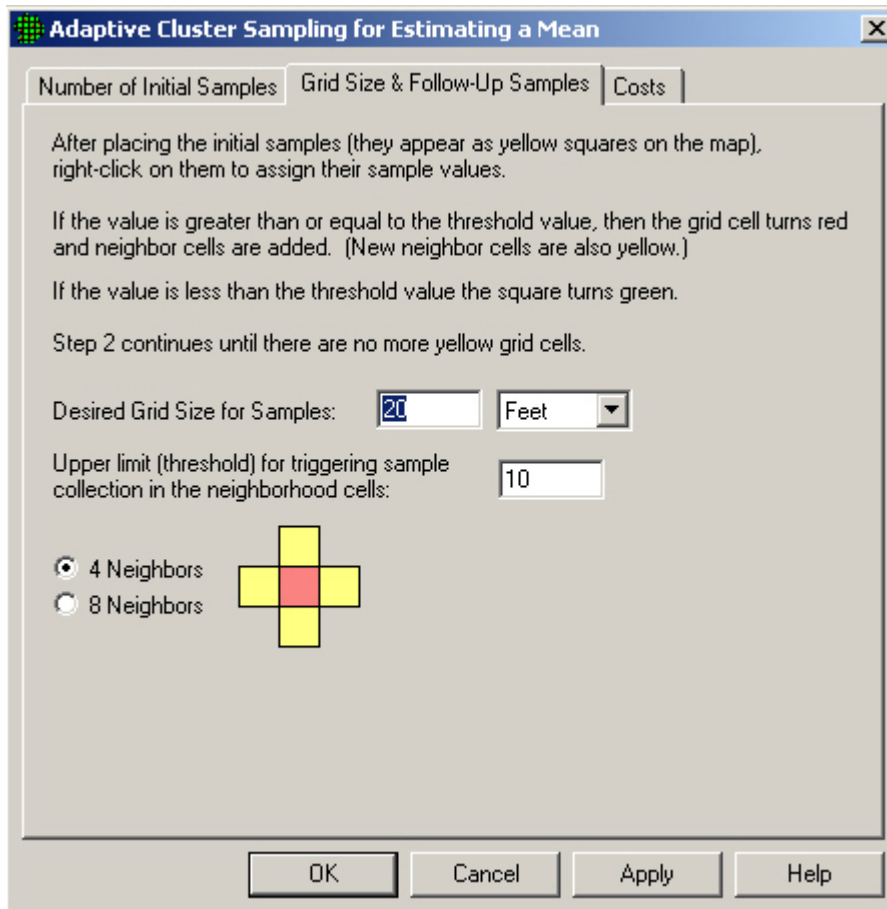 Adaptive Cluster Sampling for Estimating a Mean
Number of Initial Samples
Grid Size & Follow-Up Samples
Costs
After placing the initial samples (they appear as yellow squares on the map),
right-click on them to assign their sample values.
If the value is greater than or equal to the threshold value, then the grid cell turns red
and neighbor cells are added. (New neighbor cells are also yellow.)
If the value is less than the threshold value the square turns green.
Step 2 continues until there are no more yellow grid cells.
Desired Grid Size for Samples: 20 Feet
Upper limit (threshold) for triggering sample
collection in the neighborhood cells: 10
4 Neighbors
8 Neighbors
OK Cancel Apply Help